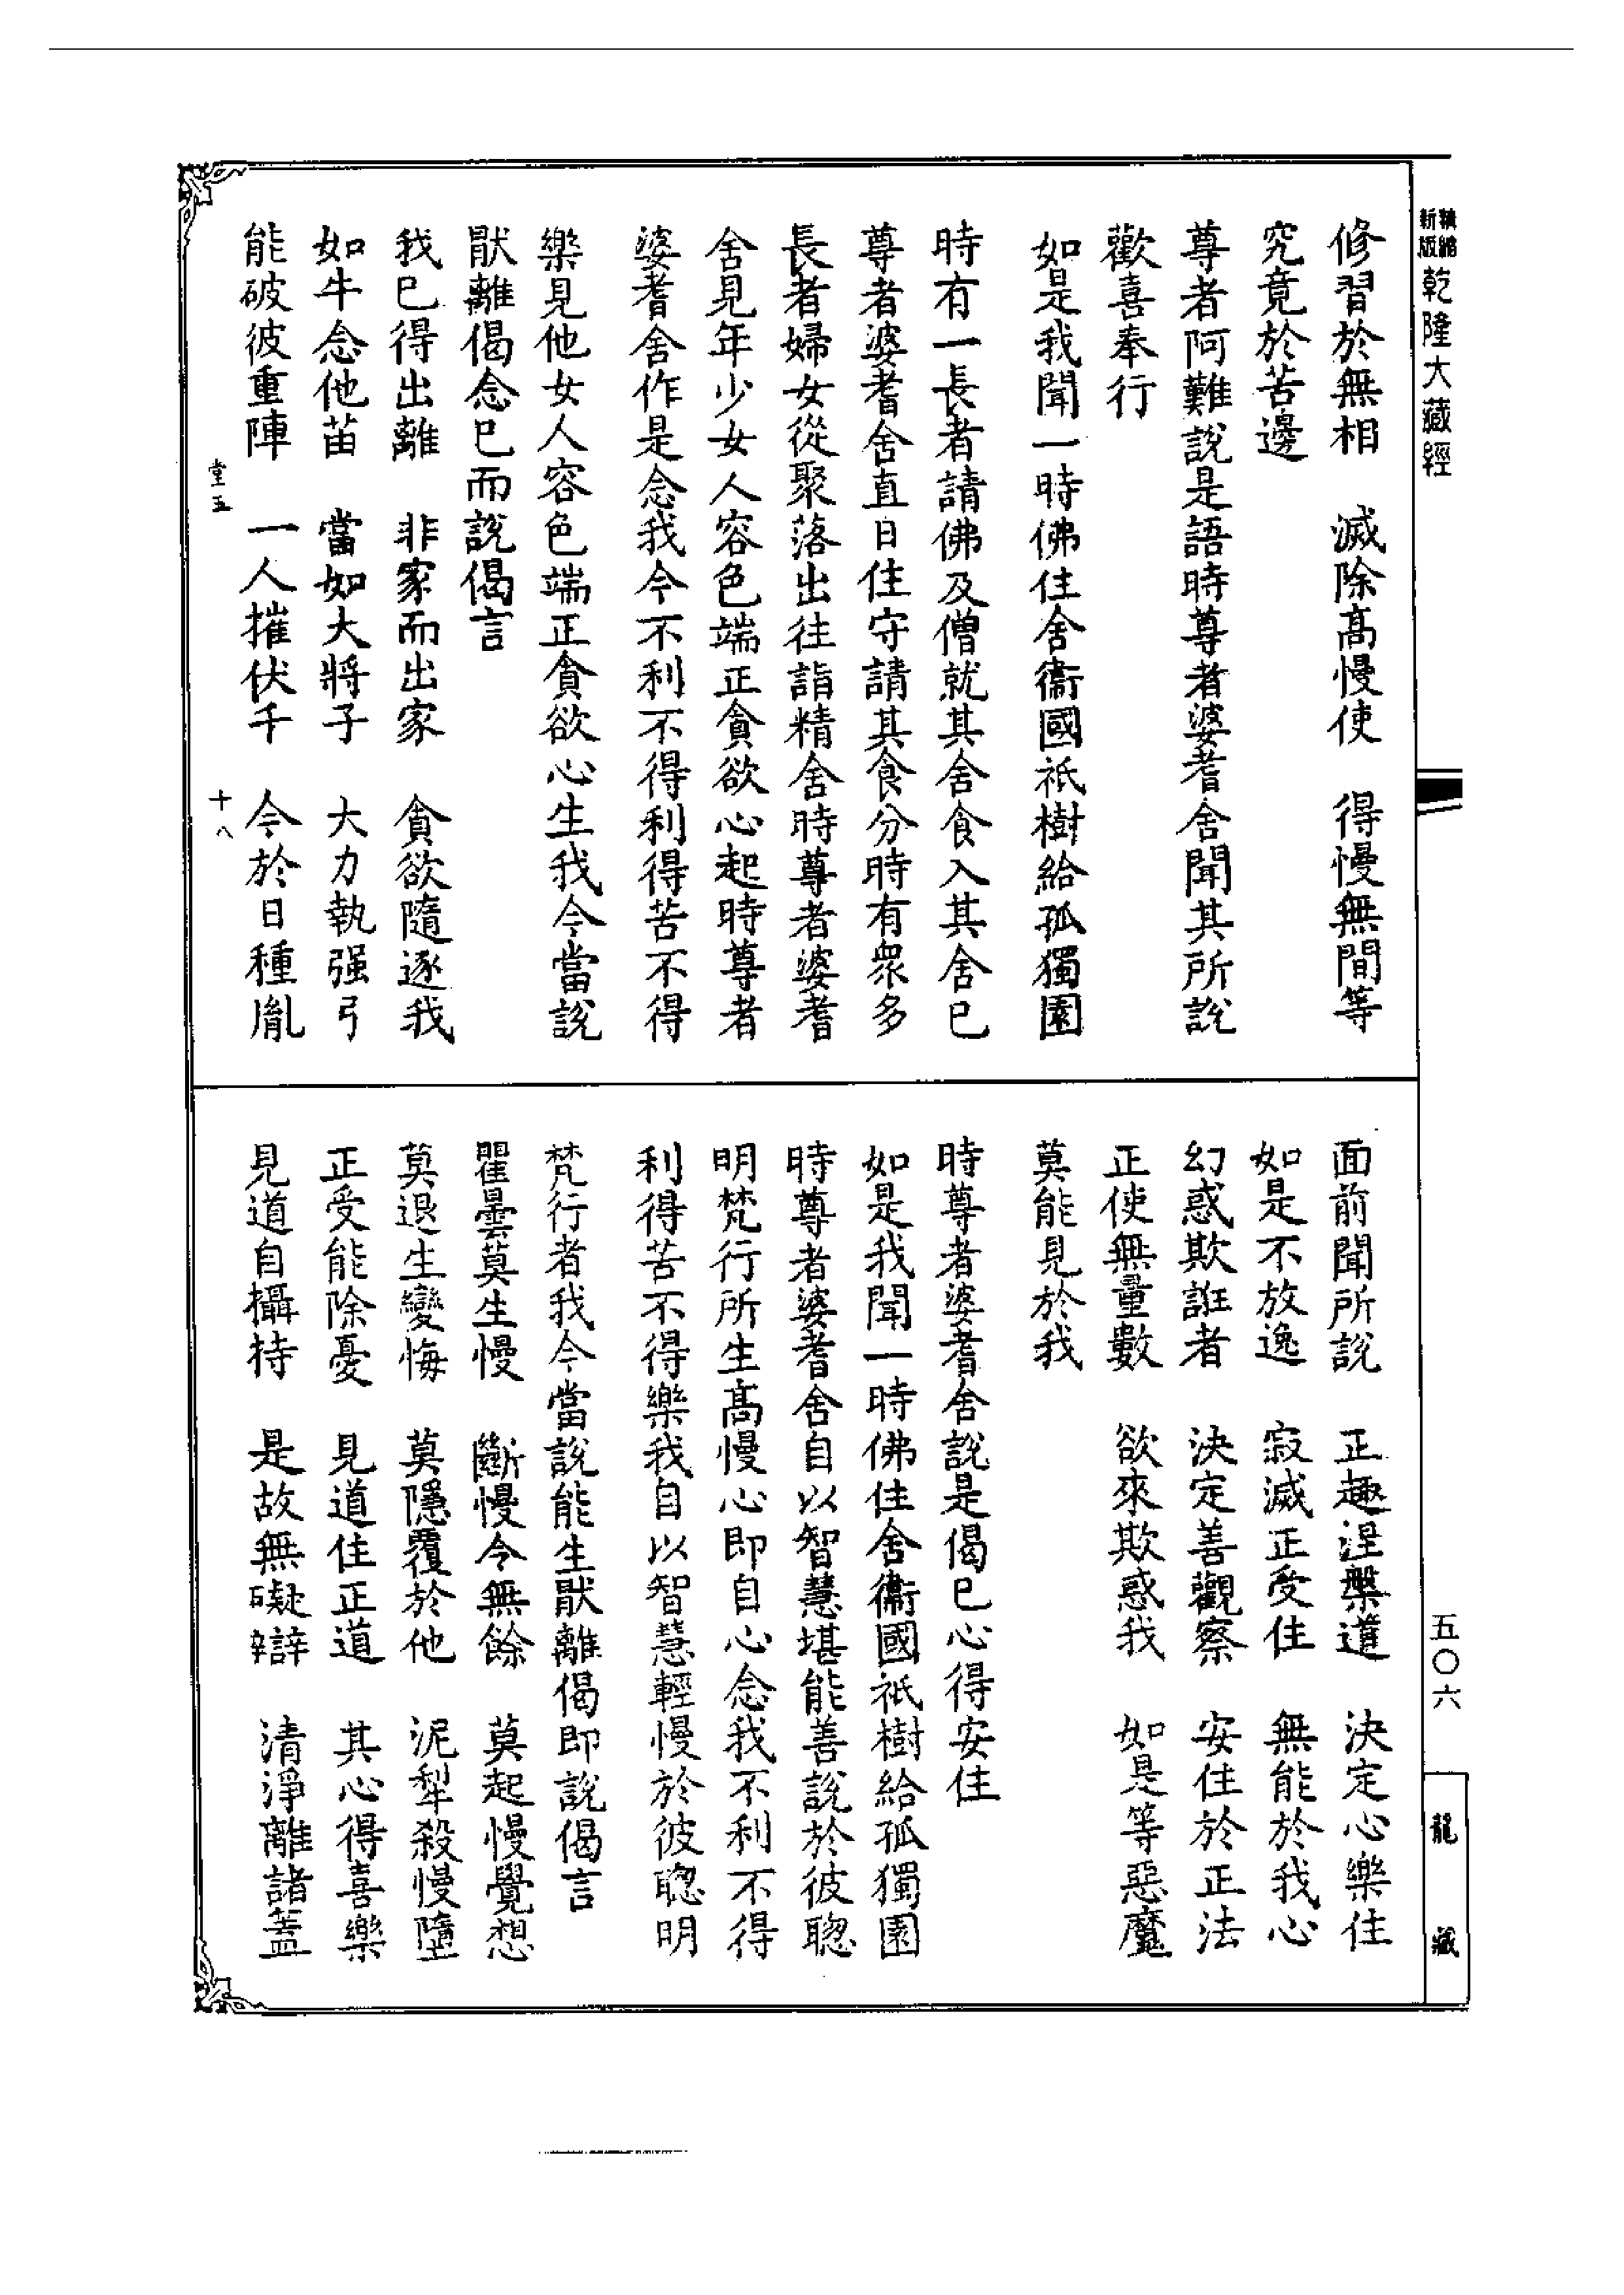 精縮新版乾隆大藏經
修習於無相　滅除高慢使　得慢無間等
究竟於苦邊
尊者阿難說是語時尊者婆耆舍聞其所說
歡喜奉行
如是我聞一時佛住舍衞國祇樹給孤獨園
時有一長者請佛及僧就其舍食入其舍已
尊者婆耆舍直日住守請其食分時有衆多
長者婦女從聚落出往詣精舍時尊者婆耆
舍見年少女人容色端正貪欲心起時尊者
婆耆舍作是念我今不利不得利得苦不得
樂見他女人容色端正貪欲心生我今當說
猒離偈念已而說偈言
我已得出離　非家而出家　貪欲隨逐我
如牛念他苗　當如大將子　大力執强弓
能破彼重陣　一人摧伏千　今於日種胤
堂五　十八
面前聞所說　正趣涅槃道　決定心樂住
如是不放逸　寂滅正受住　無能於我心
幻惑欺誑者　決定善觀察　安住於正法
正使無量數　欲來欺惑我　如是等惡魔
莫能見於我
時尊者婆耆舍說是偈已心得安住
如是我聞一時佛住舍衞國祇樹給孤獨園
時尊者婆耆舍自以智慧堪能善說於彼聰
明梵行所生高慢心即自心念我不利不得
利得苦不得樂我自以智慧輕慢於彼聰明
梵行者我今當說能生猒離偈即說偈言
瞿曇莫生慢　斷慢令無餘　莫起慢覺想
莫退生變悔　莫隱覆於他　泥犁殺慢墮
正受能除憂　見道住正道　其心得喜樂
見道自攝持　是故無礙辯　清淨離諸蓋
五〇六
龍藏